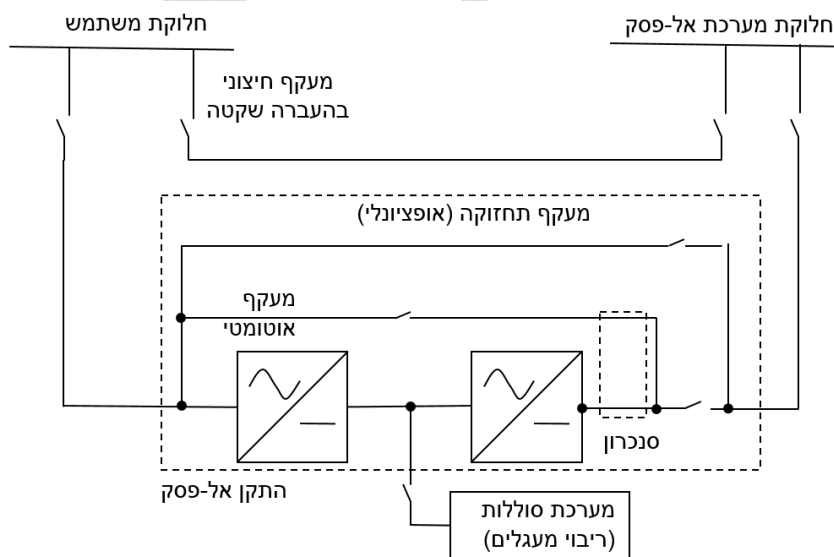 חלוקת משתמש
חלוקת מערכת אל-פסק
מעקף חיצוני
בהעברה שקטה
מעקף תחזוקה (אופציונלי)
מעקף
אוטומטי
סנכרון
התקן אל-פסק
מערכת סוללות
(ריבוי מעגלים)